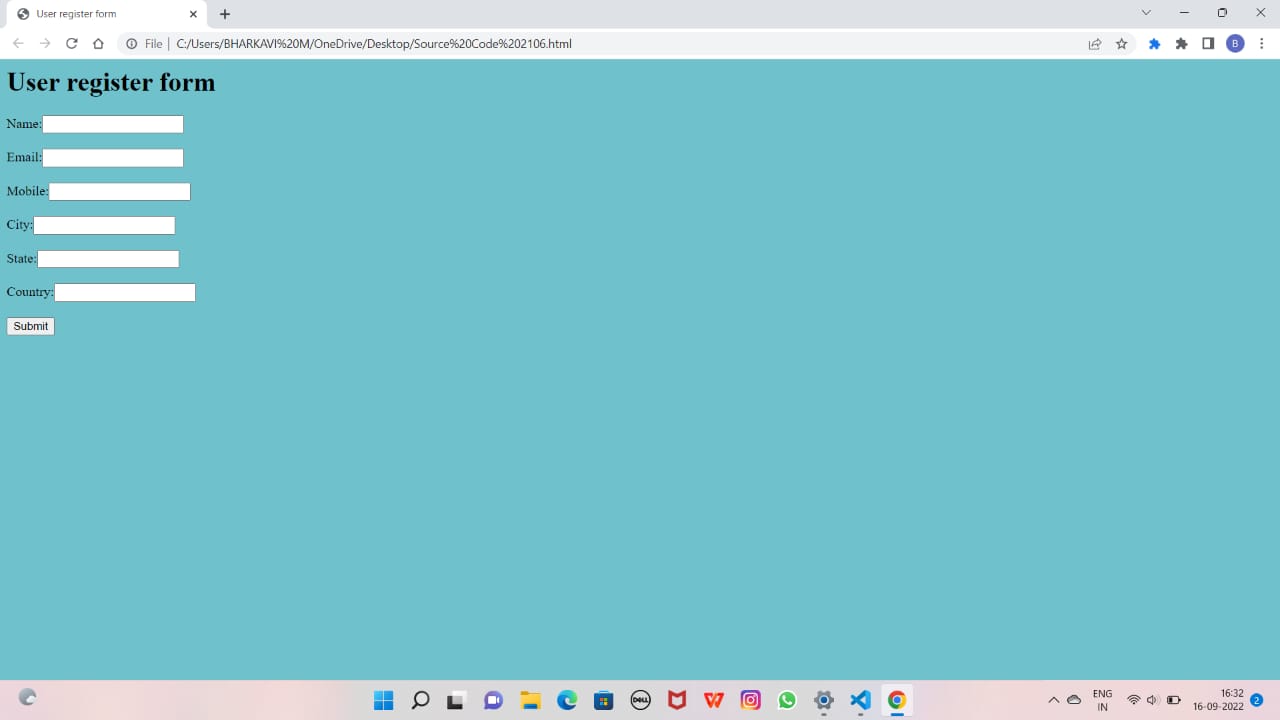 User register form
File | C:/Users/BHARKAVI%20M/OneDrive/Desktop/Source%20Code%202106.html
B
User register form
Name:
Email:
Mobile:
City:
State:
Country:
Submit
DELL
ENG
IN
16:32
16-09-2022
2